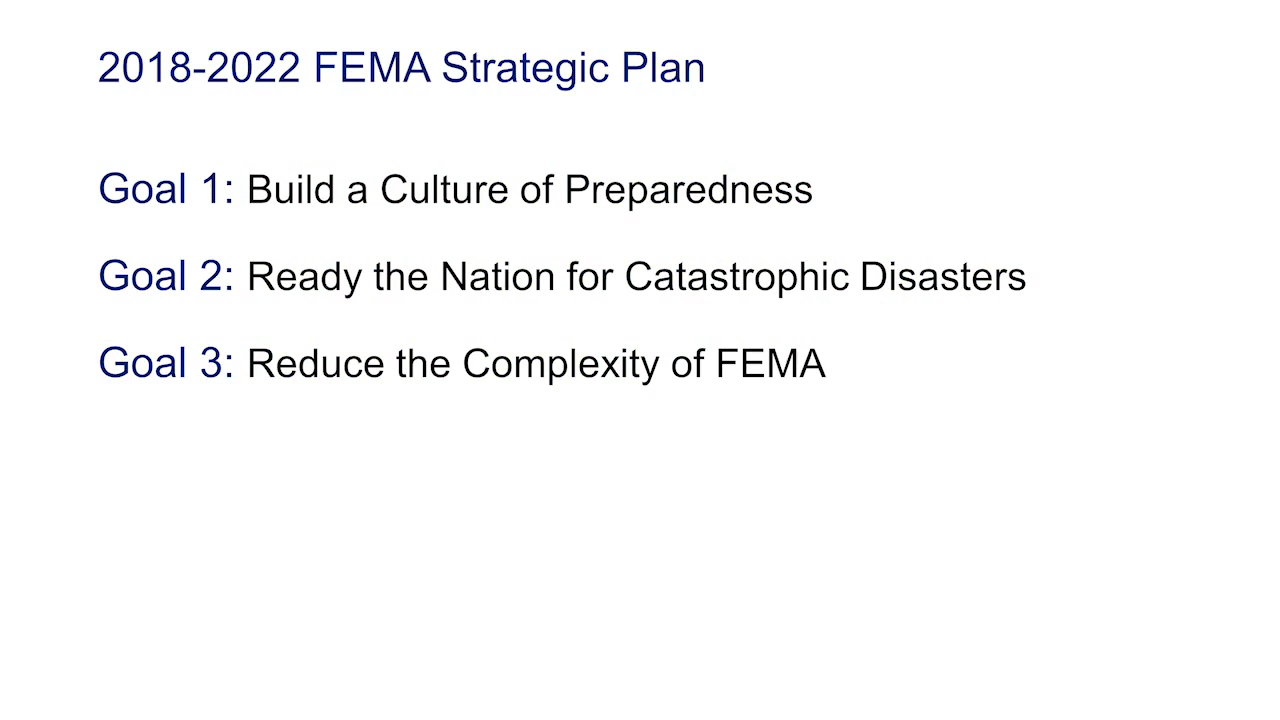 2018-2022 FEMA Strategic Plan
Goal 1: Build a Culture of Preparedness
Goal 2: Ready the Nation for Catastrophic Disasters
Goal 3: Reduce the Complexity of FEMA